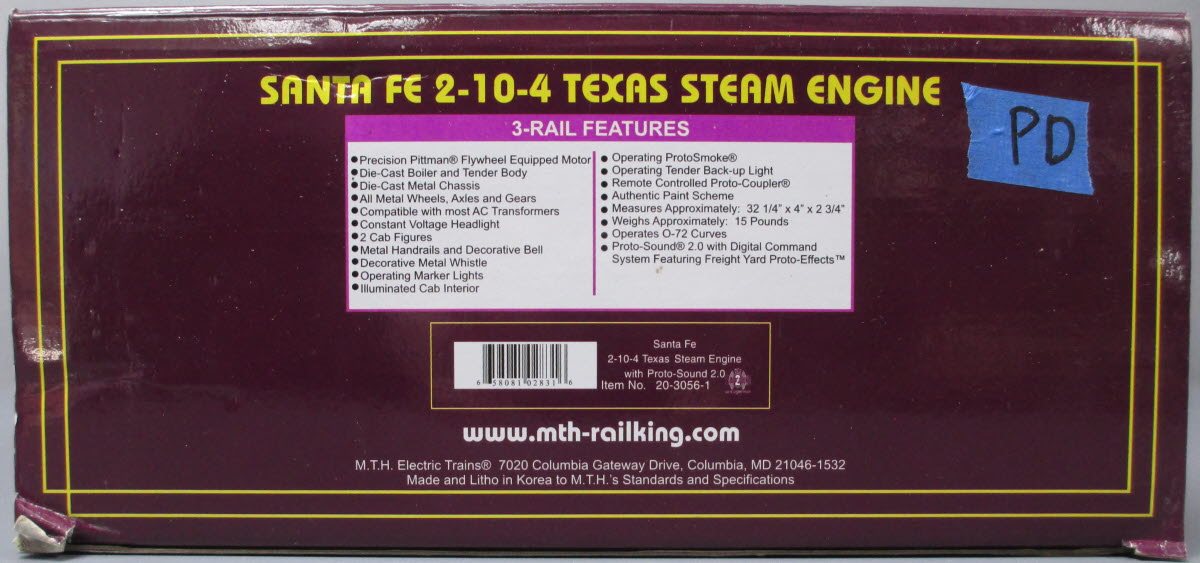 SANTA FE 2-10-4 TEXAS STEAM ENGINE
PD
3-RAIL FEATURES
● Precision Pittman® Flywheel Equipped Motor
● Die-Cast Boiler and Tender Body
● Die-Cast Metal Chassis
● All Metal Wheels, Axles and Gears
● Compatible with most AC Transformers
● Constant Voltage Headlight
● 2 Cab Figures
● Metal Handrails and Decorative Bell
● Decorative Metal Whistle
● Operating Marker Lights
● Illuminated Cab Interior
● Operating ProtoSmoke®
● Operating Tender Back-up Light
● Remote Controlled Proto-Coupler®
● Authentic Paint Scheme
● Measures Approximately: 32 1/4" x 4" x 2 3/4"
● Weighs Approximately: 15 Pounds
● Operates O-72 Curves
● Proto-Sound® 2.0 with Digital Command
System Featuring Freight Yard Proto-Effects™
6 58081 02831 6
Santa Fe
2-10-4 Texas Steam Engine
with Proto-Sound 2.0
Item No. 20-3056-1
www.mth-railking.com
M.T.H. Electric Trains® 7020 Columbia Gateway Drive, Columbia, MD 21046-1532
Made and Litho in Korea to M.T.H.'s Standards and Specifications